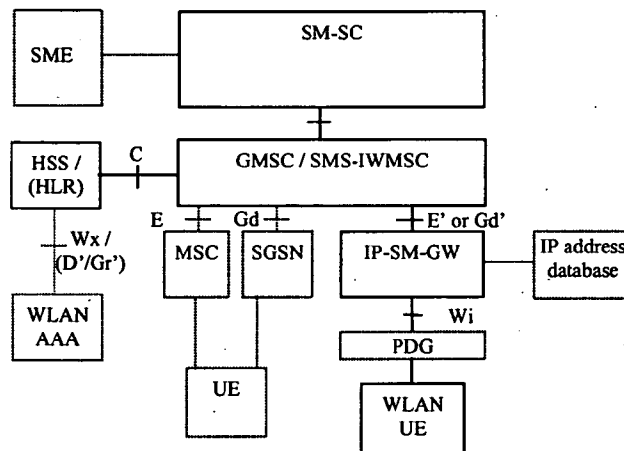 SM-SC
SME
GMSC / SMS-IWMSC
C
HSS /
(HLR)
E
Gd
E' or Gd'
Wx /
(D'/Gr')
MSC
SGSN
IP-SM-GW
IP address
database
WLAN
AAA
Wi
PDG
UE
WLAN
UE